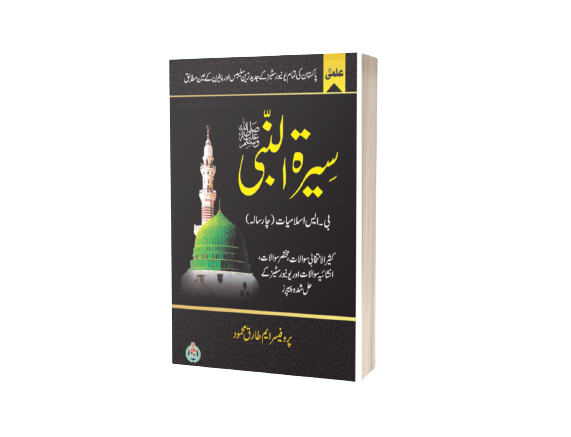 علمی
پاکستان کی تمام یونیورسٹیز کے جدید ترین سلیبس اور پیٹرن کے عین مطابق
سیرۃ النبی ﷺ
بی۔ایس اسلامیات (چار سالہ)
کثیر الانتخابی سوالات، مختصر سوالات،
انشائیہ سوالات اور یونیورسٹیز کے
حل شدہ پیپرز
پروفیسر ایم طارق محمود